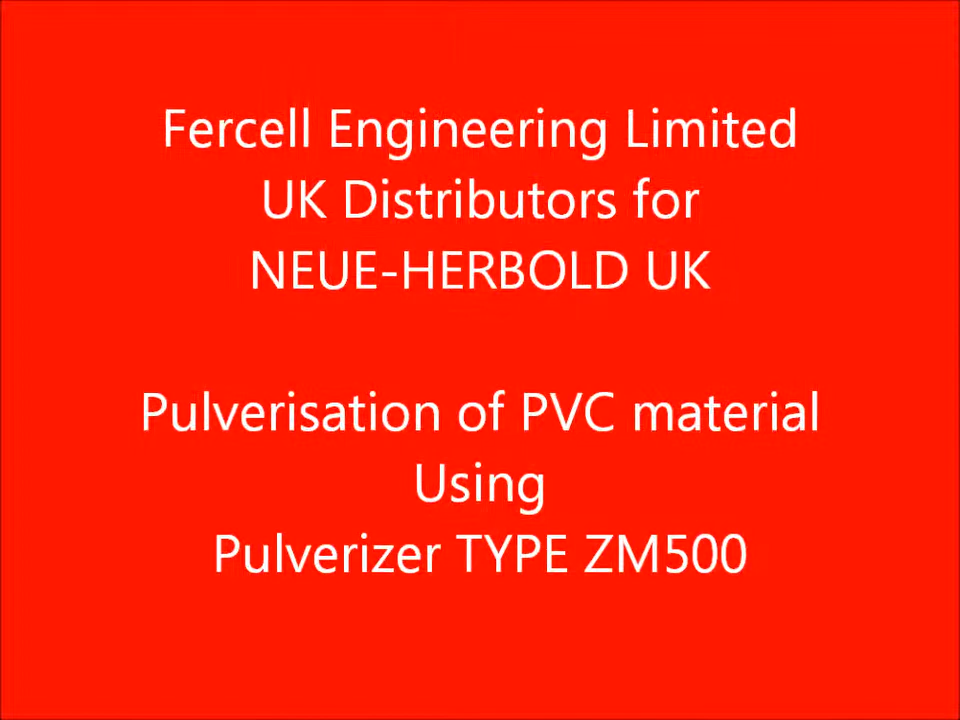 Fercell Engineering Limited
UK Distributors for
NEUE-HERBOLD UK
Pulverisation of PVC material
Using
Pulverizer TYPE ZM500